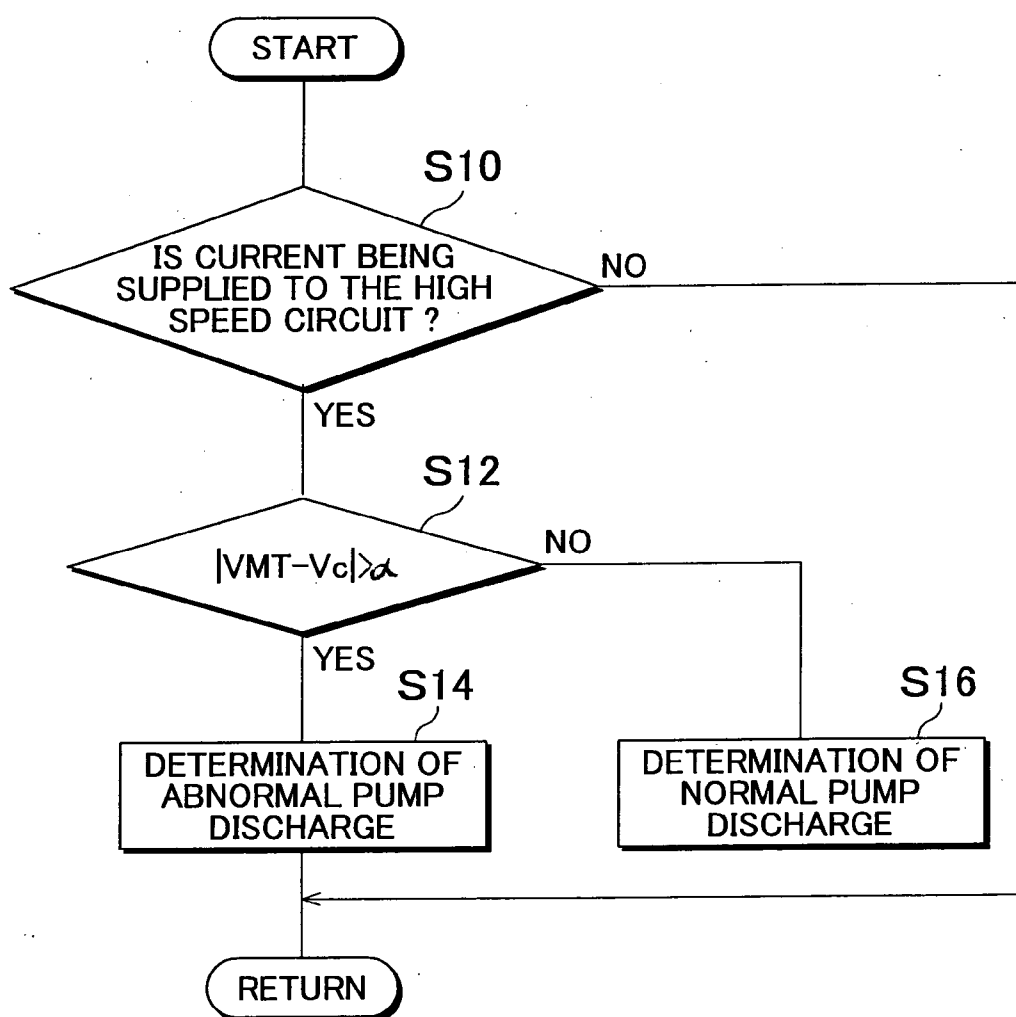 START
S10
IS CURRENT BEING
SUPPLIED TO THE HIGH
SPEED CIRCUIT ?
NO
YES
S12
|VMT-Vc|>α
NO
YES
S14
DETERMINATION OF
ABNORMAL PUMP
DISCHARGE
S16
DETERMINATION OF
NORMAL PUMP
DISCHARGE
RETURN